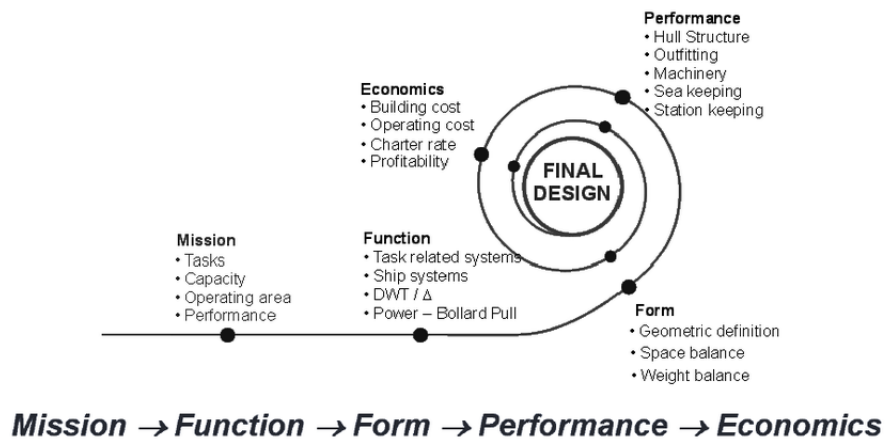 Performance
• Hull Structure
• Outfitting
• Machinery
• Sea keeping
• Station keeping
Economics
• Building cost
• Operating cost
• Charter rate
• Profitability
FINAL
DESIGN
Mission
• Tasks
• Capacity
• Operating area
• Performance
Function
• Task related systems
• Ship systems
• DWT / Δ
• Power – Bollard Pull
Form
• Geometric definition
• Space balance
• Weight balance
Mission → Function → Form → Performance → Economics